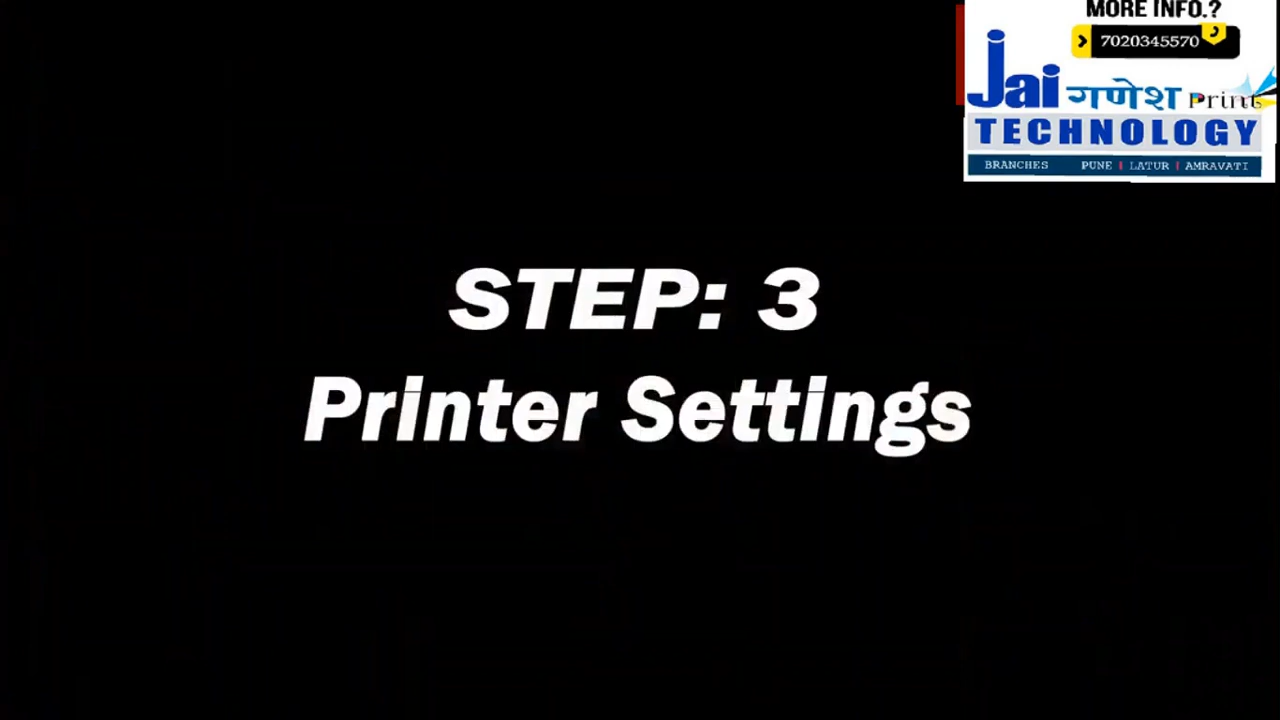 MORE INFO.?
7020345570
Jai गणेश Prints
TECHNOLOGY
BRANCHES PUNE | LATUR | AMRAVATI
STEP: 3
Printer Settings